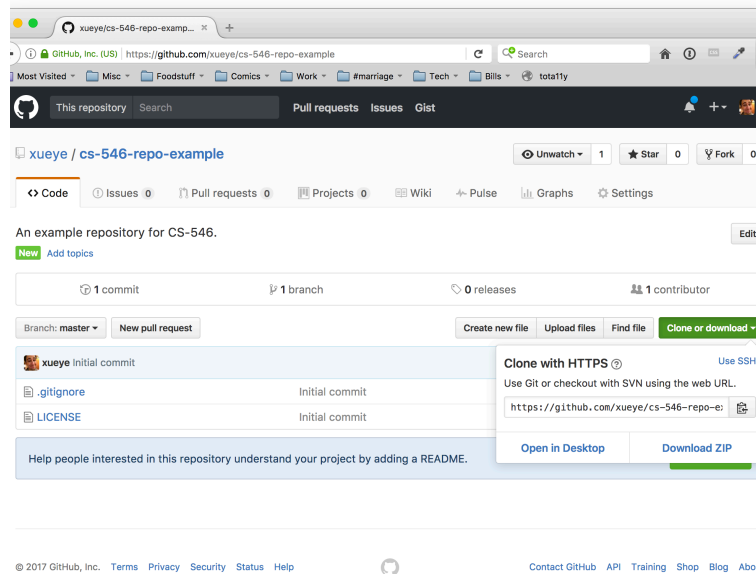 xueye/cs-546-repo-examp... × +
GitHub, Inc. (US) https://github.com/xueye/cs-546-repo-example Search
Most Visited Misc Foodstuff Comics Work #marriage Tech Bills tota11y
This repository Search Pull requests Issues Gist
xueye / cs-546-repo-example Unwatch 1 Star 0 Fork 0
Code Issues 0 Pull requests 0 Projects 0 Wiki Pulse Graphs Settings
An example repository for CS-546. Edit
New Add topics
1 commit 1 branch 0 releases 1 contributor
Branch: master New pull request Create new file Upload files Find file Clone or download
xueye Initial commit
.gitignore Initial commit
LICENSE Initial commit
Clone with HTTPS Use SSH
Use Git or checkout with SVN using the web URL.
https://github.com/xueye/cs-546-repo-e
Open in Desktop Download ZIP
Help people interested in this repository understand your project by adding a README.
© 2017 GitHub, Inc. Terms Privacy Security Status Help Contact GitHub API Training Shop Blog Abo